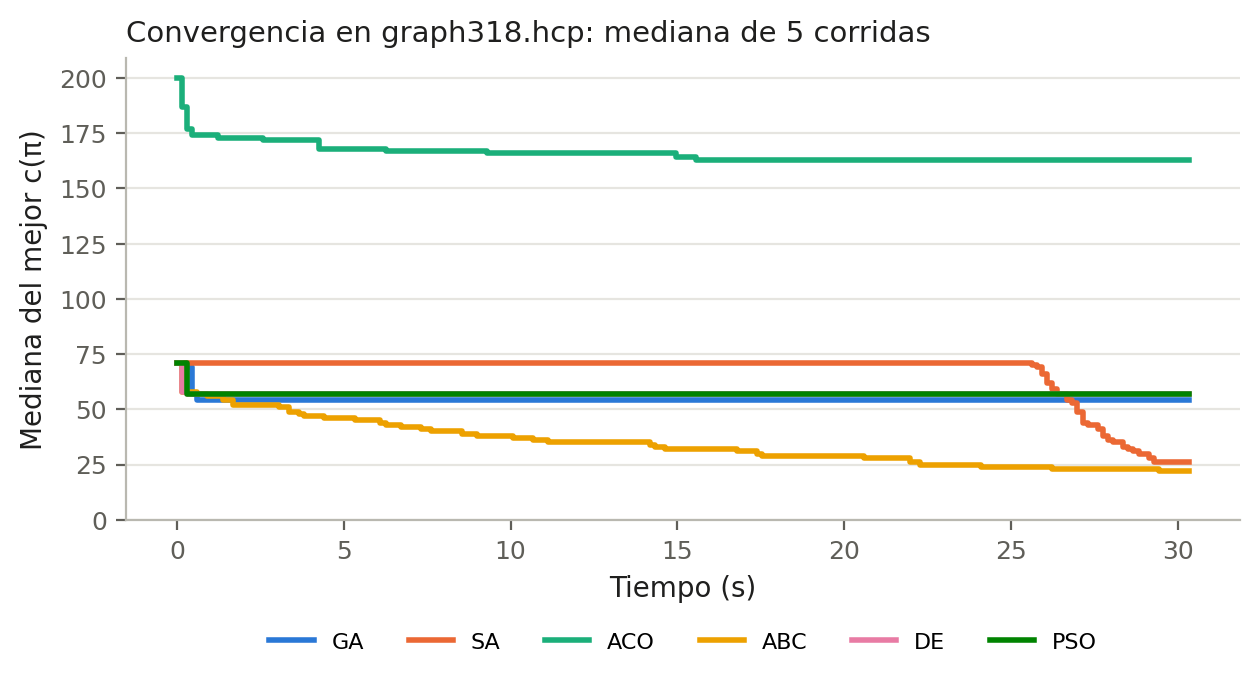 Convergencia en graph318.hcp: mediana de 5 corridas
Mediana del mejor c(π)
200
175
150
125
100
75
50
25
0
0 5 10 15 20 25 30
Tiempo (s)
GA SA ACO ABC DE PSO